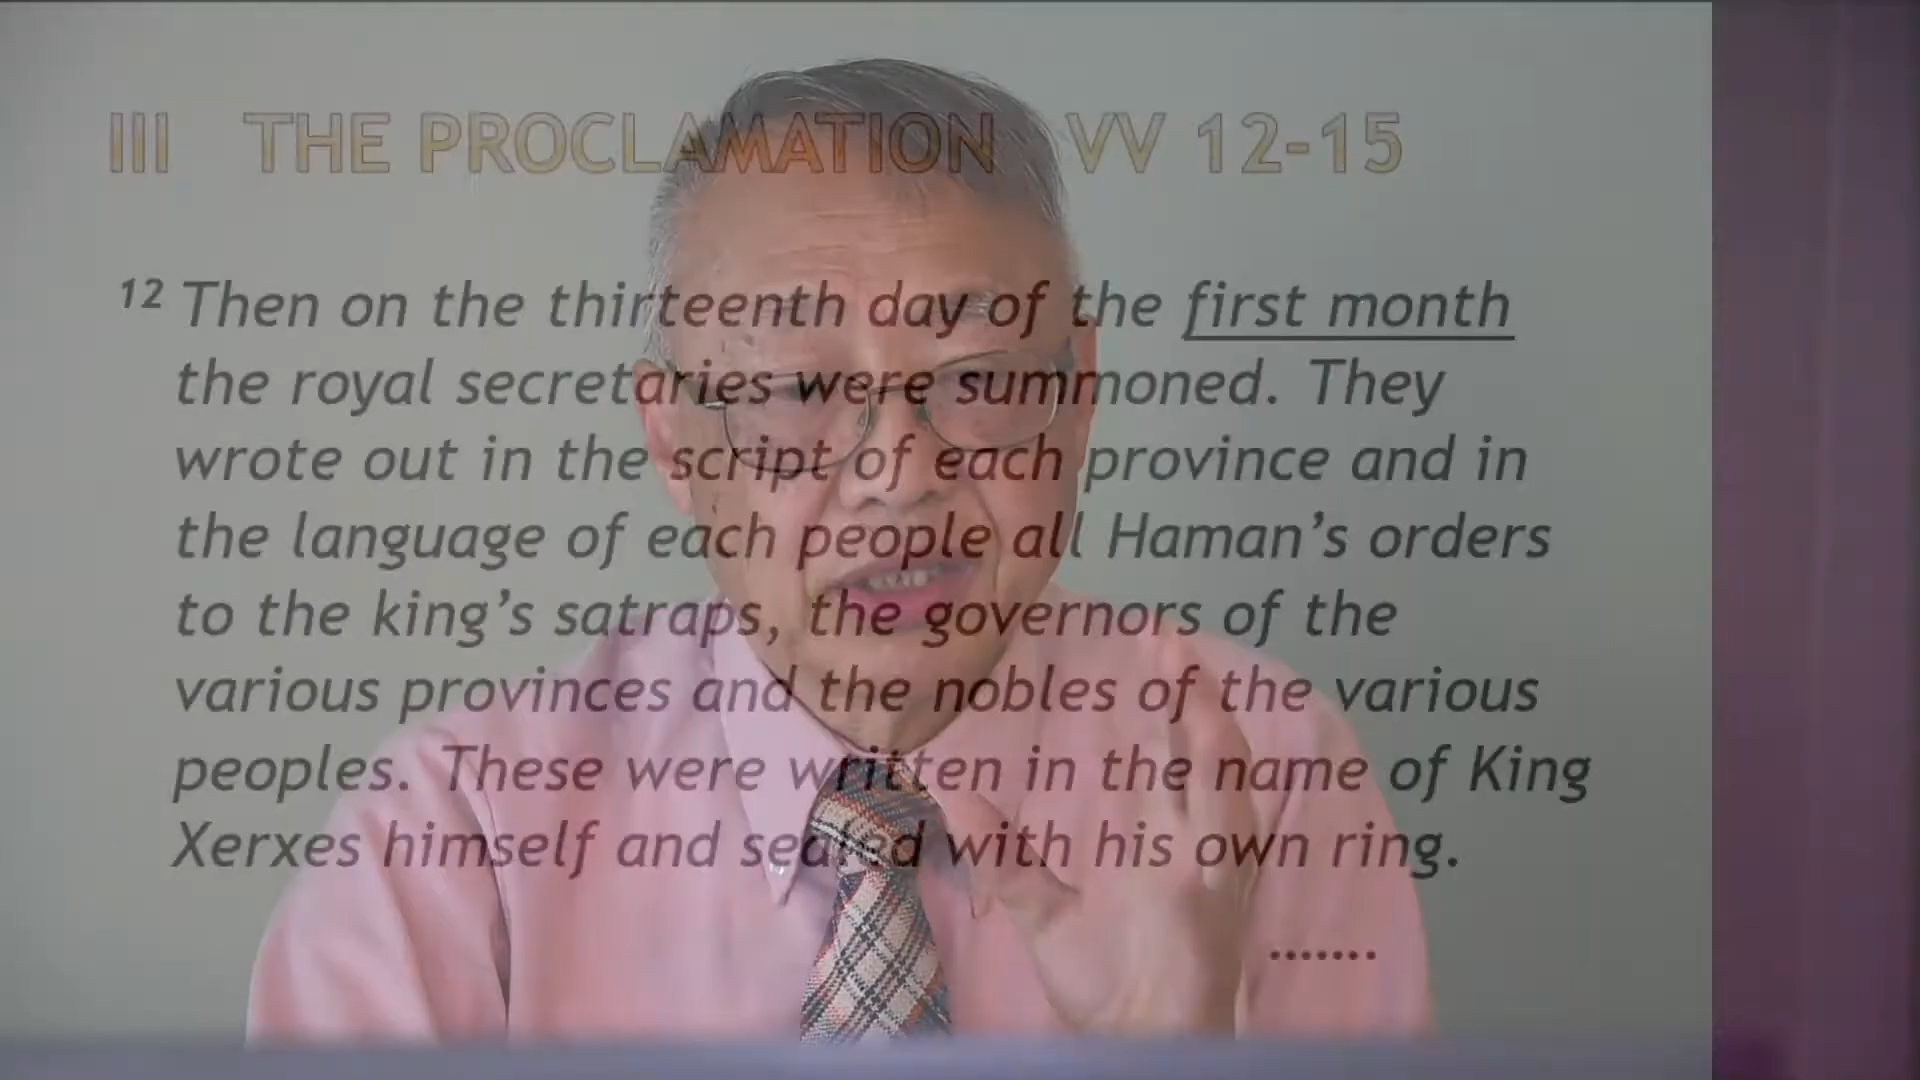 III THE PROCLAMATION VV 12-15
12 Then on the thirteenth day of the first month
the royal secretaries were summoned. They
wrote out in the script of each province and in
the language of each people all Haman’s orders
to the king’s satraps, the governors of the
various provinces and the nobles of the various
peoples. These were written in the name of King
Xerxes himself and sealed with his own ring.
.......